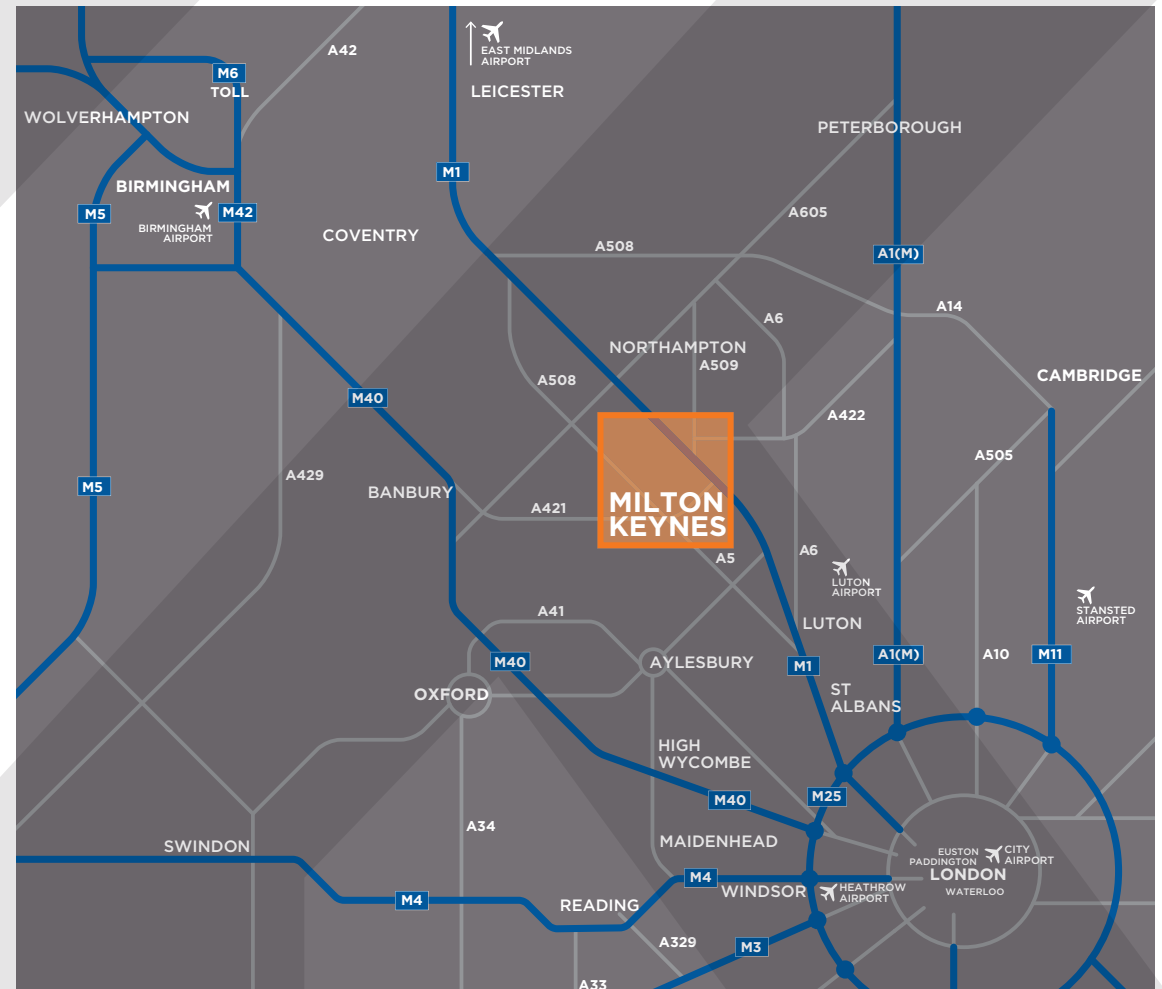 A42
EAST MIDLANDS
AIRPORT
M6
TOLL
LEICESTER
WOLVERHAMPTON
PETERBOROUGH
M1
BIRMINGHAM
M5
M42
A605
BIRMINGHAM
AIRPORT
COVENTRY
A508
A1(M)
A14
A6
NORTHAMPTON
A509
A508
CAMBRIDGE
M40
A422
A505
A429
M5
BANBURY
MILTON
KEYNES
A421
A5
A6
LUTON
AIRPORT
STANSTED
AIRPORT
A41
LUTON
M40
AYLESBURY
M1
A1(M)
A10
M11
OXFORD
ST
ALBANS
HIGH
WYCOMBE
M40
M25
A34
SWINDON
MAIDENHEAD
EUSTON
PADDINGTON
CITY
AIRPORT
LONDON
WATERLOO
M4
WINDSOR
HEATHROW
AIRPORT
M4
READING
A329
M3
A33